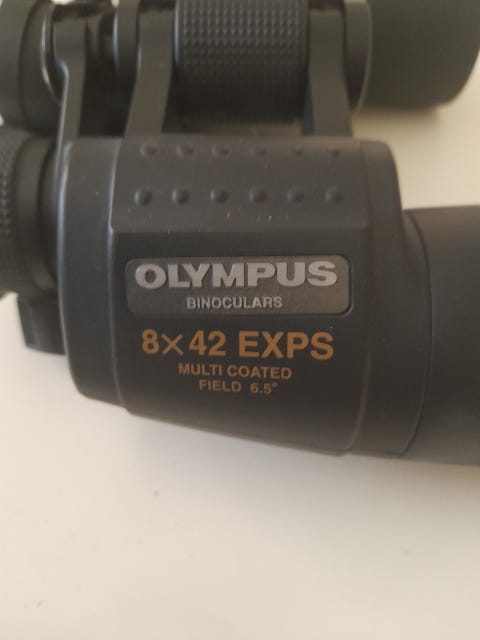 OLYMPUS
BINOCULARS
8×42 EXPS
MULTI COATED
FIELD 6.5°